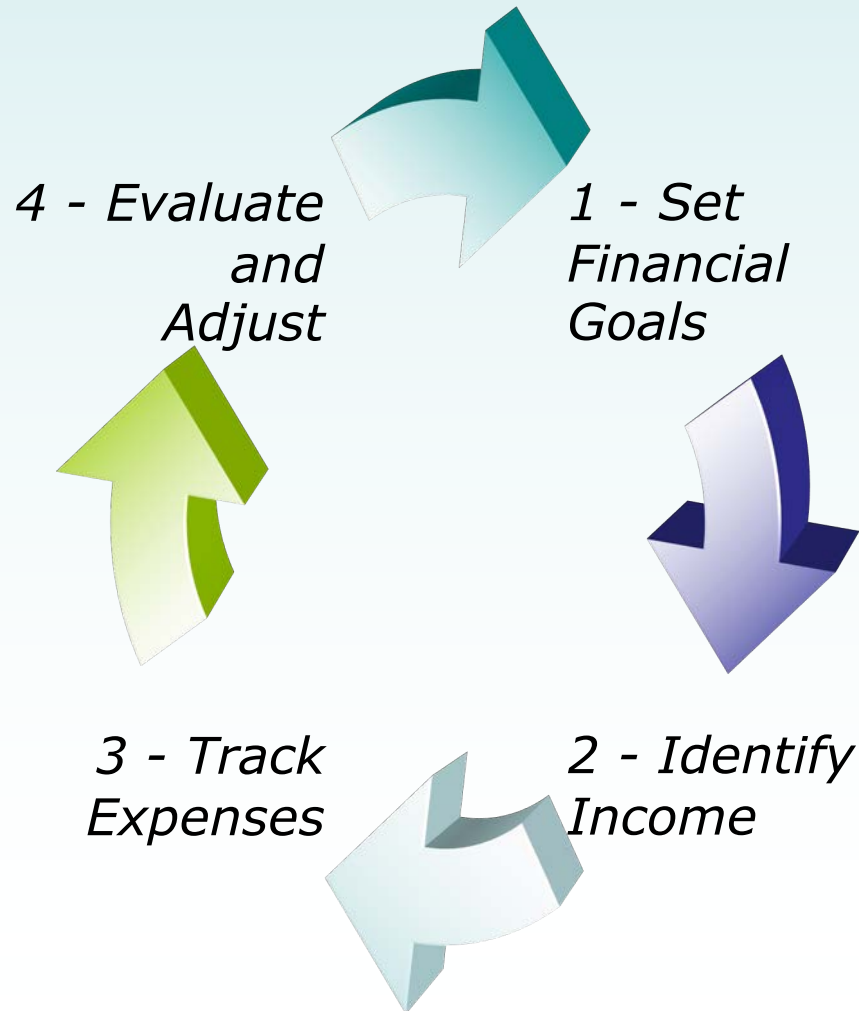 1 - Set
Financial
Goals
2 - Identify
Income
3 - Track
Expenses
4 - Evaluate
and
Adjust